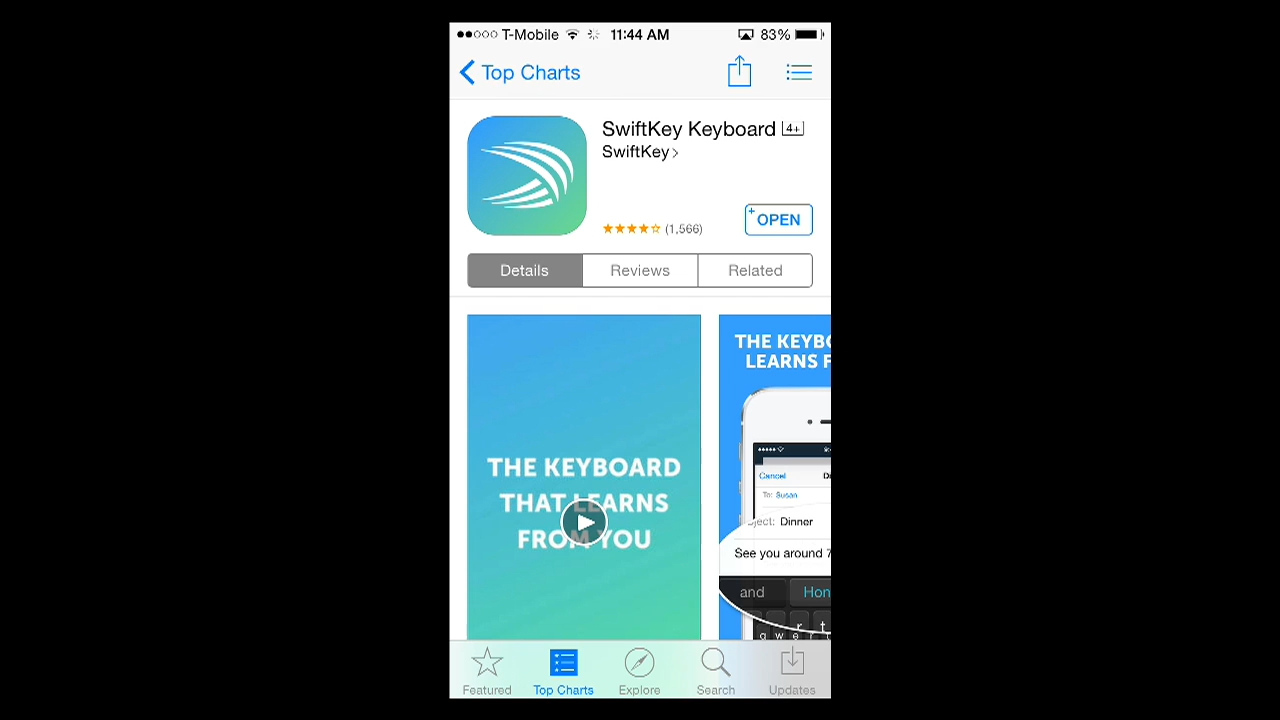 T-Mobile 11:44 AM 83%
Top Charts
SwiftKey Keyboard 4+
SwiftKey >
(1,566)
+ OPEN
Details Reviews Related
THE KEYBOARD
THAT LEARNS
FROM YOU
THE KEYBO
LEARNS F
Cancel Di
To: Susan
ject: Dinner
See you around 7
and Hon
q w e r t
Featured Top Charts Explore Search Updates